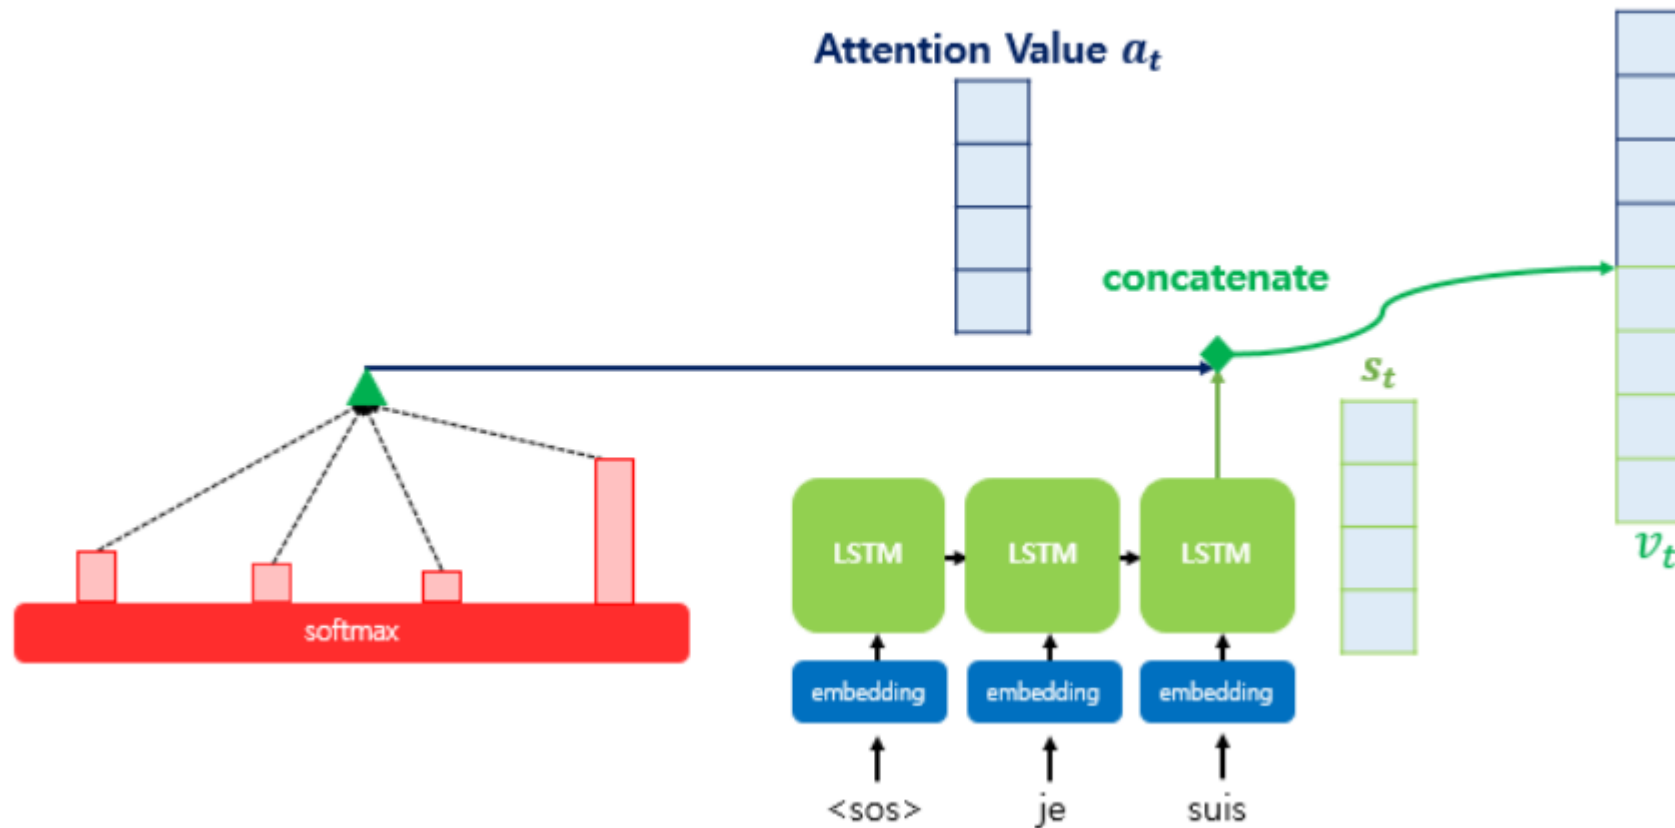 Attention Value a_t
concatenate
s_t
v_t
LSTM LSTM LSTM
softmax
embedding embedding embedding
<sos> je suis